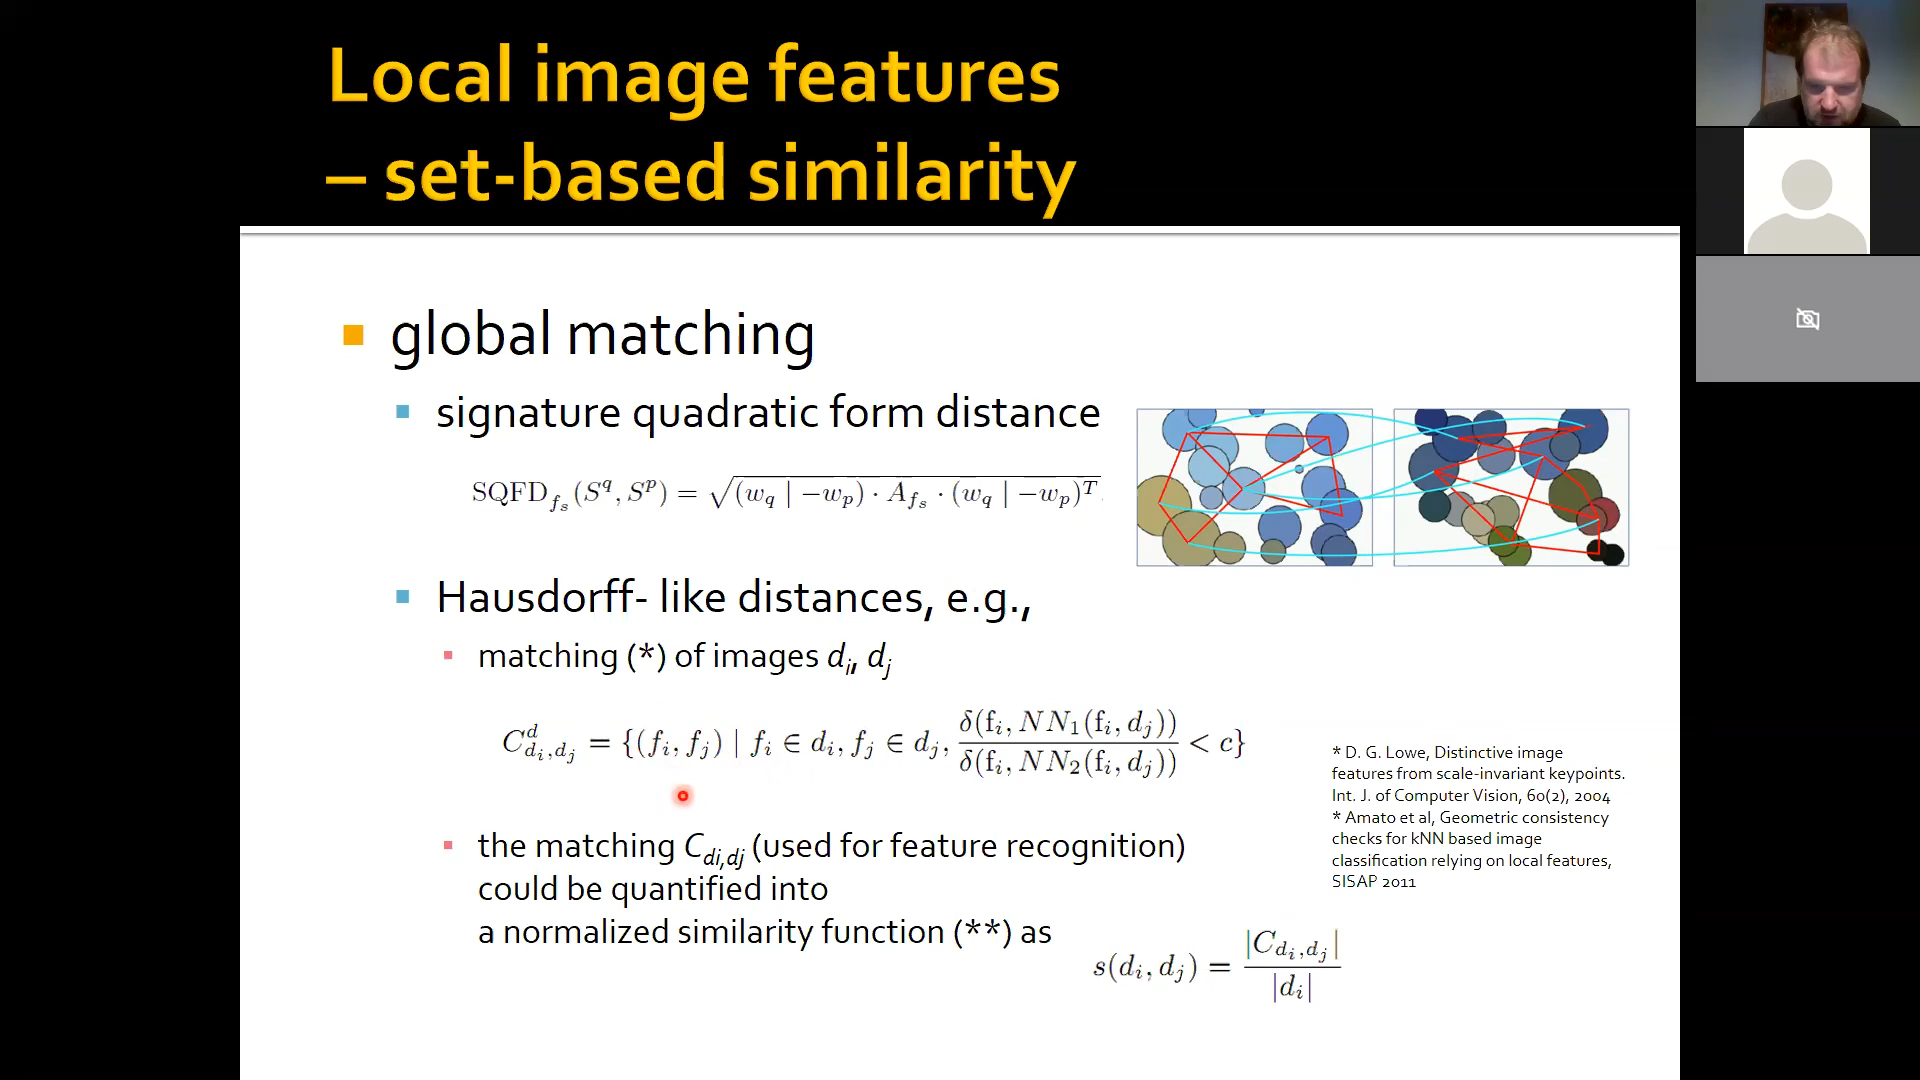 Local image features
– set-based similarity
global matching
signature quadratic form distance
SQFD_{f_s}(S^q, S^p) = √(w_q | −w_p) · A_{f_s} · (w_q | −w_p)^T
Hausdorff- like distances, e.g.,
matching (*) of images d_i, d_j
C^d_{d_i,d_j} = {(f_i, f_j) | f_i ∈ d_i, f_j ∈ d_j, δ(f_i, NN_1(f_i, d_j)) / δ(f_i, NN_2(f_i, d_j)) < c}
the matching C_{di,dj} (used for feature recognition)
could be quantified into
a normalized similarity function (**) as
s(d_i, d_j) = |C_{d_i,d_j}| / |d_i|
* D. G. Lowe, Distinctive image
features from scale-invariant keypoints.
Int. J. of Computer Vision, 60(2), 2004
* Amato et al, Geometric consistency
checks for kNN based image
classification relying on local features,
SISAP 2011